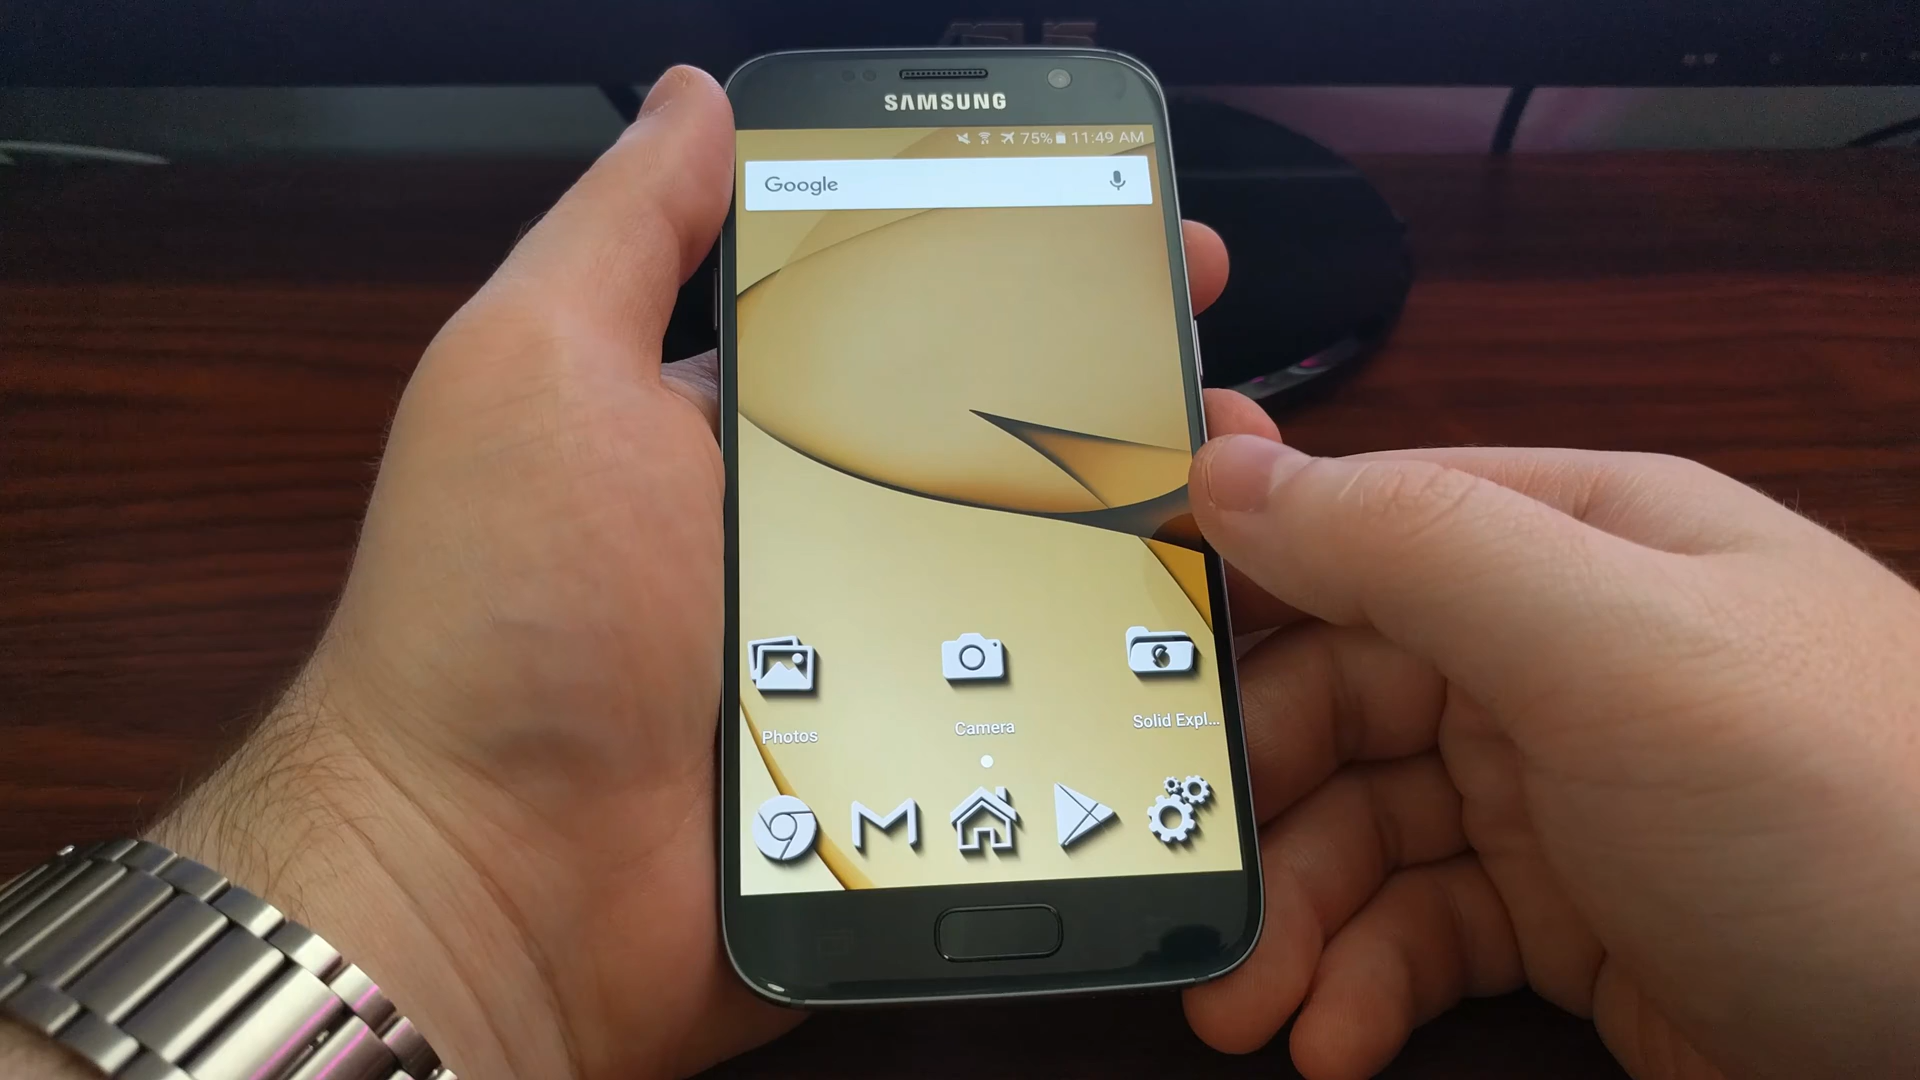 SAMSUNG
75% 11:49 AM
Google
Photos
Camera
Solid Expl...